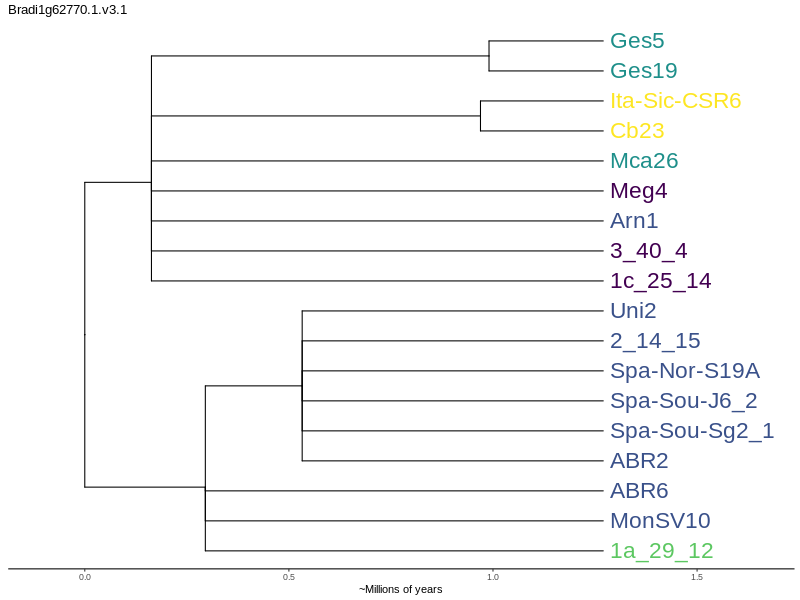 Bradi1g62770.1.v3.1
Ges5
Ges19
Ita-Sic-CSR6
Cb23
Mca26
Meg4
Arn1
3_40_4
1c_25_14
Uni2
2_14_15
Spa-Nor-S19A
Spa-Sou-J6_2
Spa-Sou-Sg2_1
ABR2
ABR6
MonSV10
1a_29_12
0.0 0.5 1.0 1.5
~Millions of years